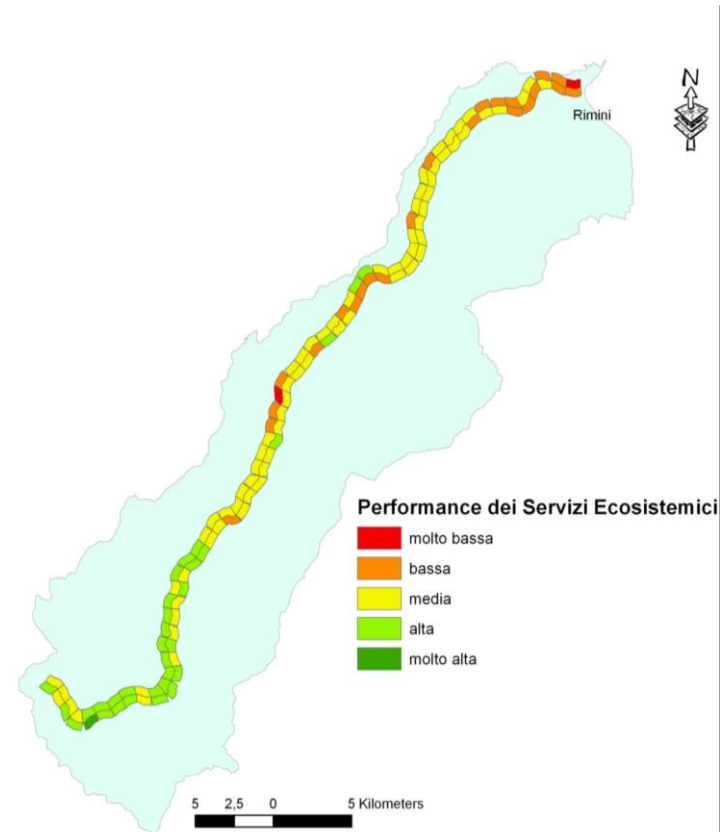 N
Rimini
Performance dei Servizi Ecosistemici
molto bassa
bassa
media
alta
molto alta
5 2,5 0 5 Kilometers